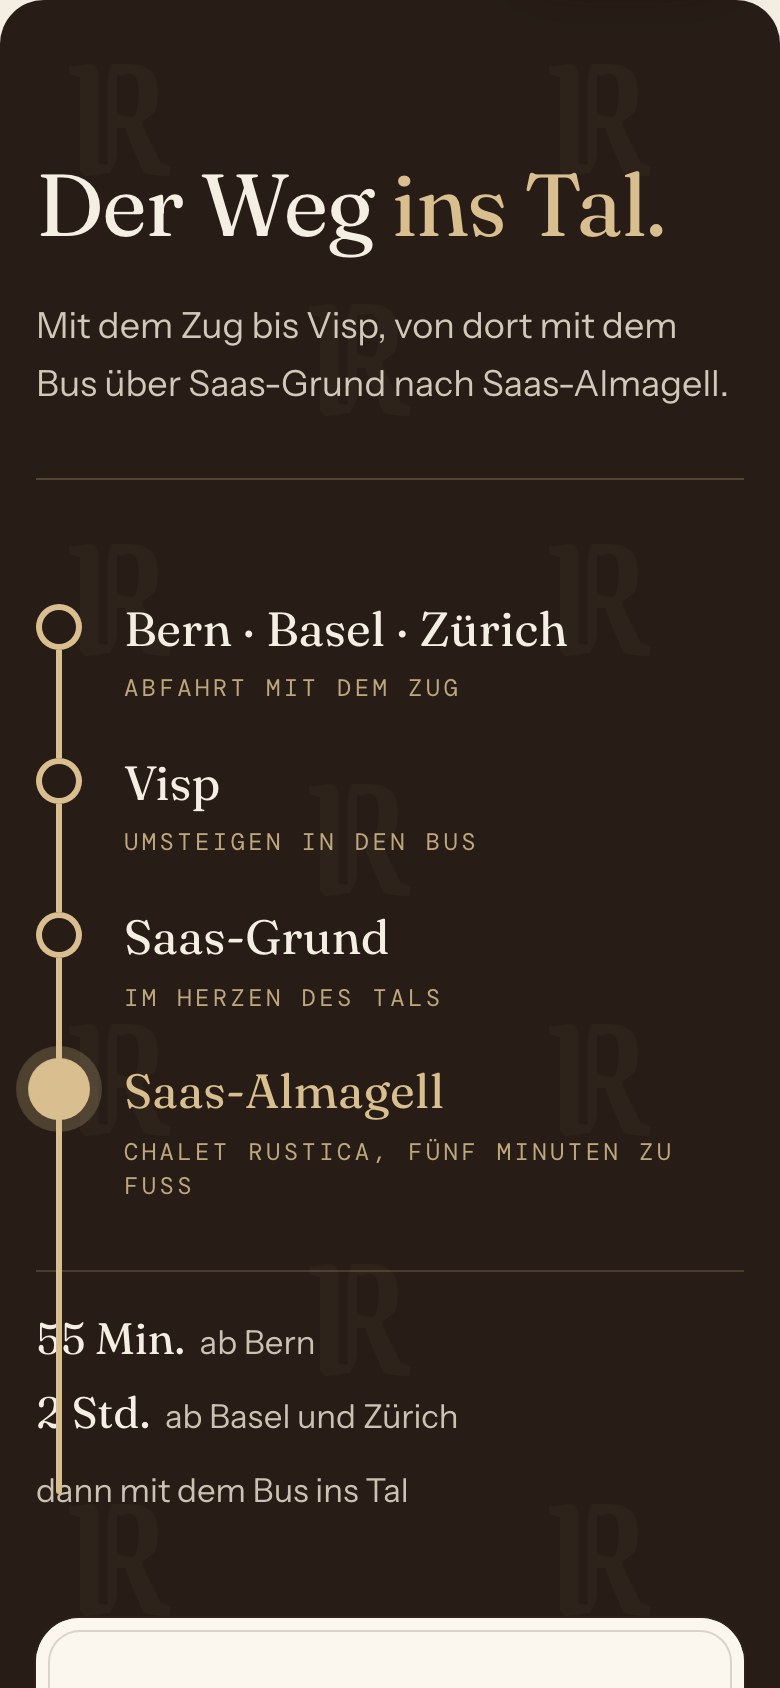 Der Weg ins Tal.
Mit dem Zug bis Visp, von dort mit dem
Bus über Saas-Grund nach Saas-Almagell.
Bern · Basel · Zürich
ABFAHRT MIT DEM ZUG
Visp
UMSTEIGEN IN DEN BUS
Saas-Grund
IM HERZEN DES TALS
Saas-Almagell
CHALET RUSTICA, FÜNF MINUTEN ZU
FUSS
55 Min. ab Bern
2 Std. ab Basel und Zürich
dann mit dem Bus ins Tal